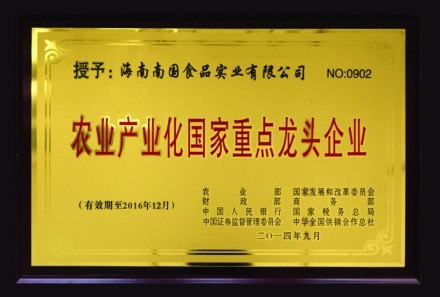 授予：海南南国食品实业有限公司 NO:0902
农业产业化国家重点龙头企业
农业部 国家发展和改革委员会
财政部 商务部
（有效期至2016年12月） 中国人民银行 国家税务总局
中国证券监督管理委员会 中华全国供销合作总社
二〇一四年九月